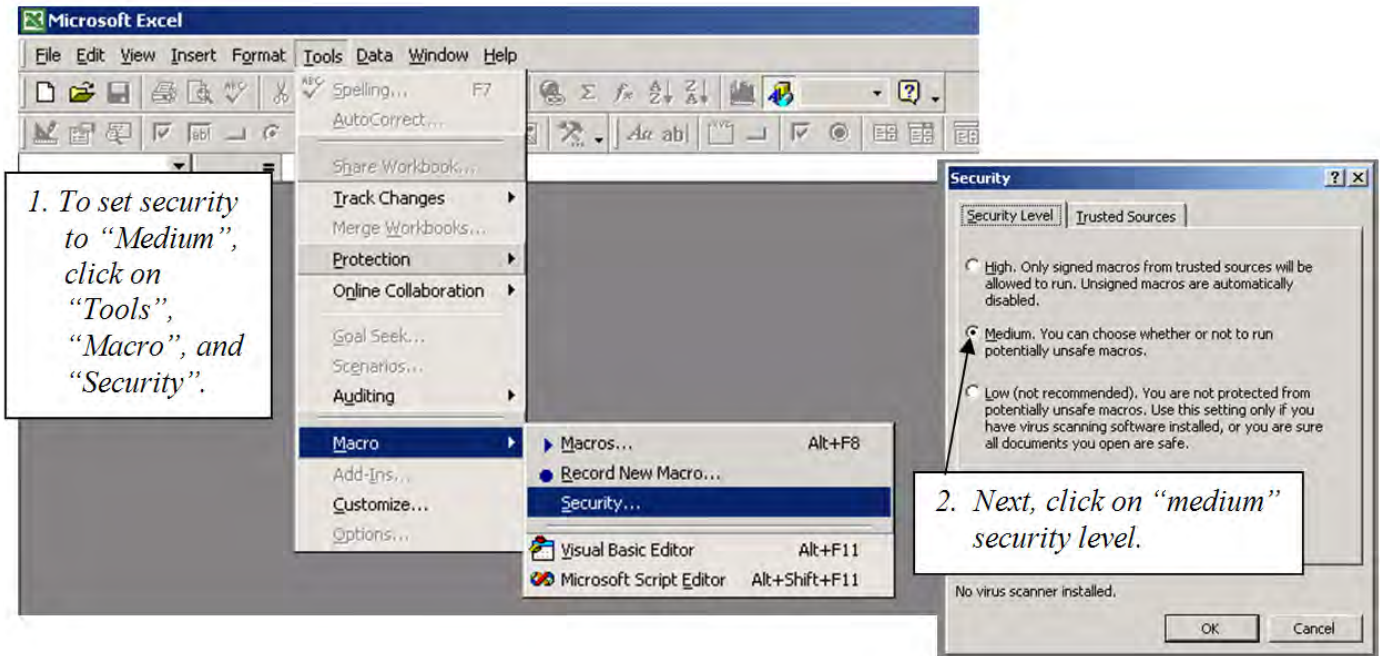 Microsoft Excel
File Edit View Insert Format Tools Data Window Help
Spelling... F7
AutoCorrect...
Share Workbook...
Track Changes
Merge Workbooks...
Protection
Online Collaboration
Goal Seek...
Scenarios...
Auditing
Macro
Add-Ins...
Customize...
Options...
Macros... Alt+F8
Record New Macro...
Security...
Visual Basic Editor Alt+F11
Microsoft Script Editor Alt+Shift+F11
1. To set security
to “Medium”,
click on
“Tools”,
“Macro”, and
“Security”.
Security
Security Level Trusted Sources
High. Only signed macros from trusted sources will be
allowed to run. Unsigned macros are automatically
disabled.
Medium. You can choose whether or not to run
potentially unsafe macros.
Low (not recommended). You are not protected from
potentially unsafe macros. Use this setting only if you
have virus scanning software installed, or you are sure
all documents you open are safe.
2. Next, click on “medium”
security level.
No virus scanner installed.
OK Cancel